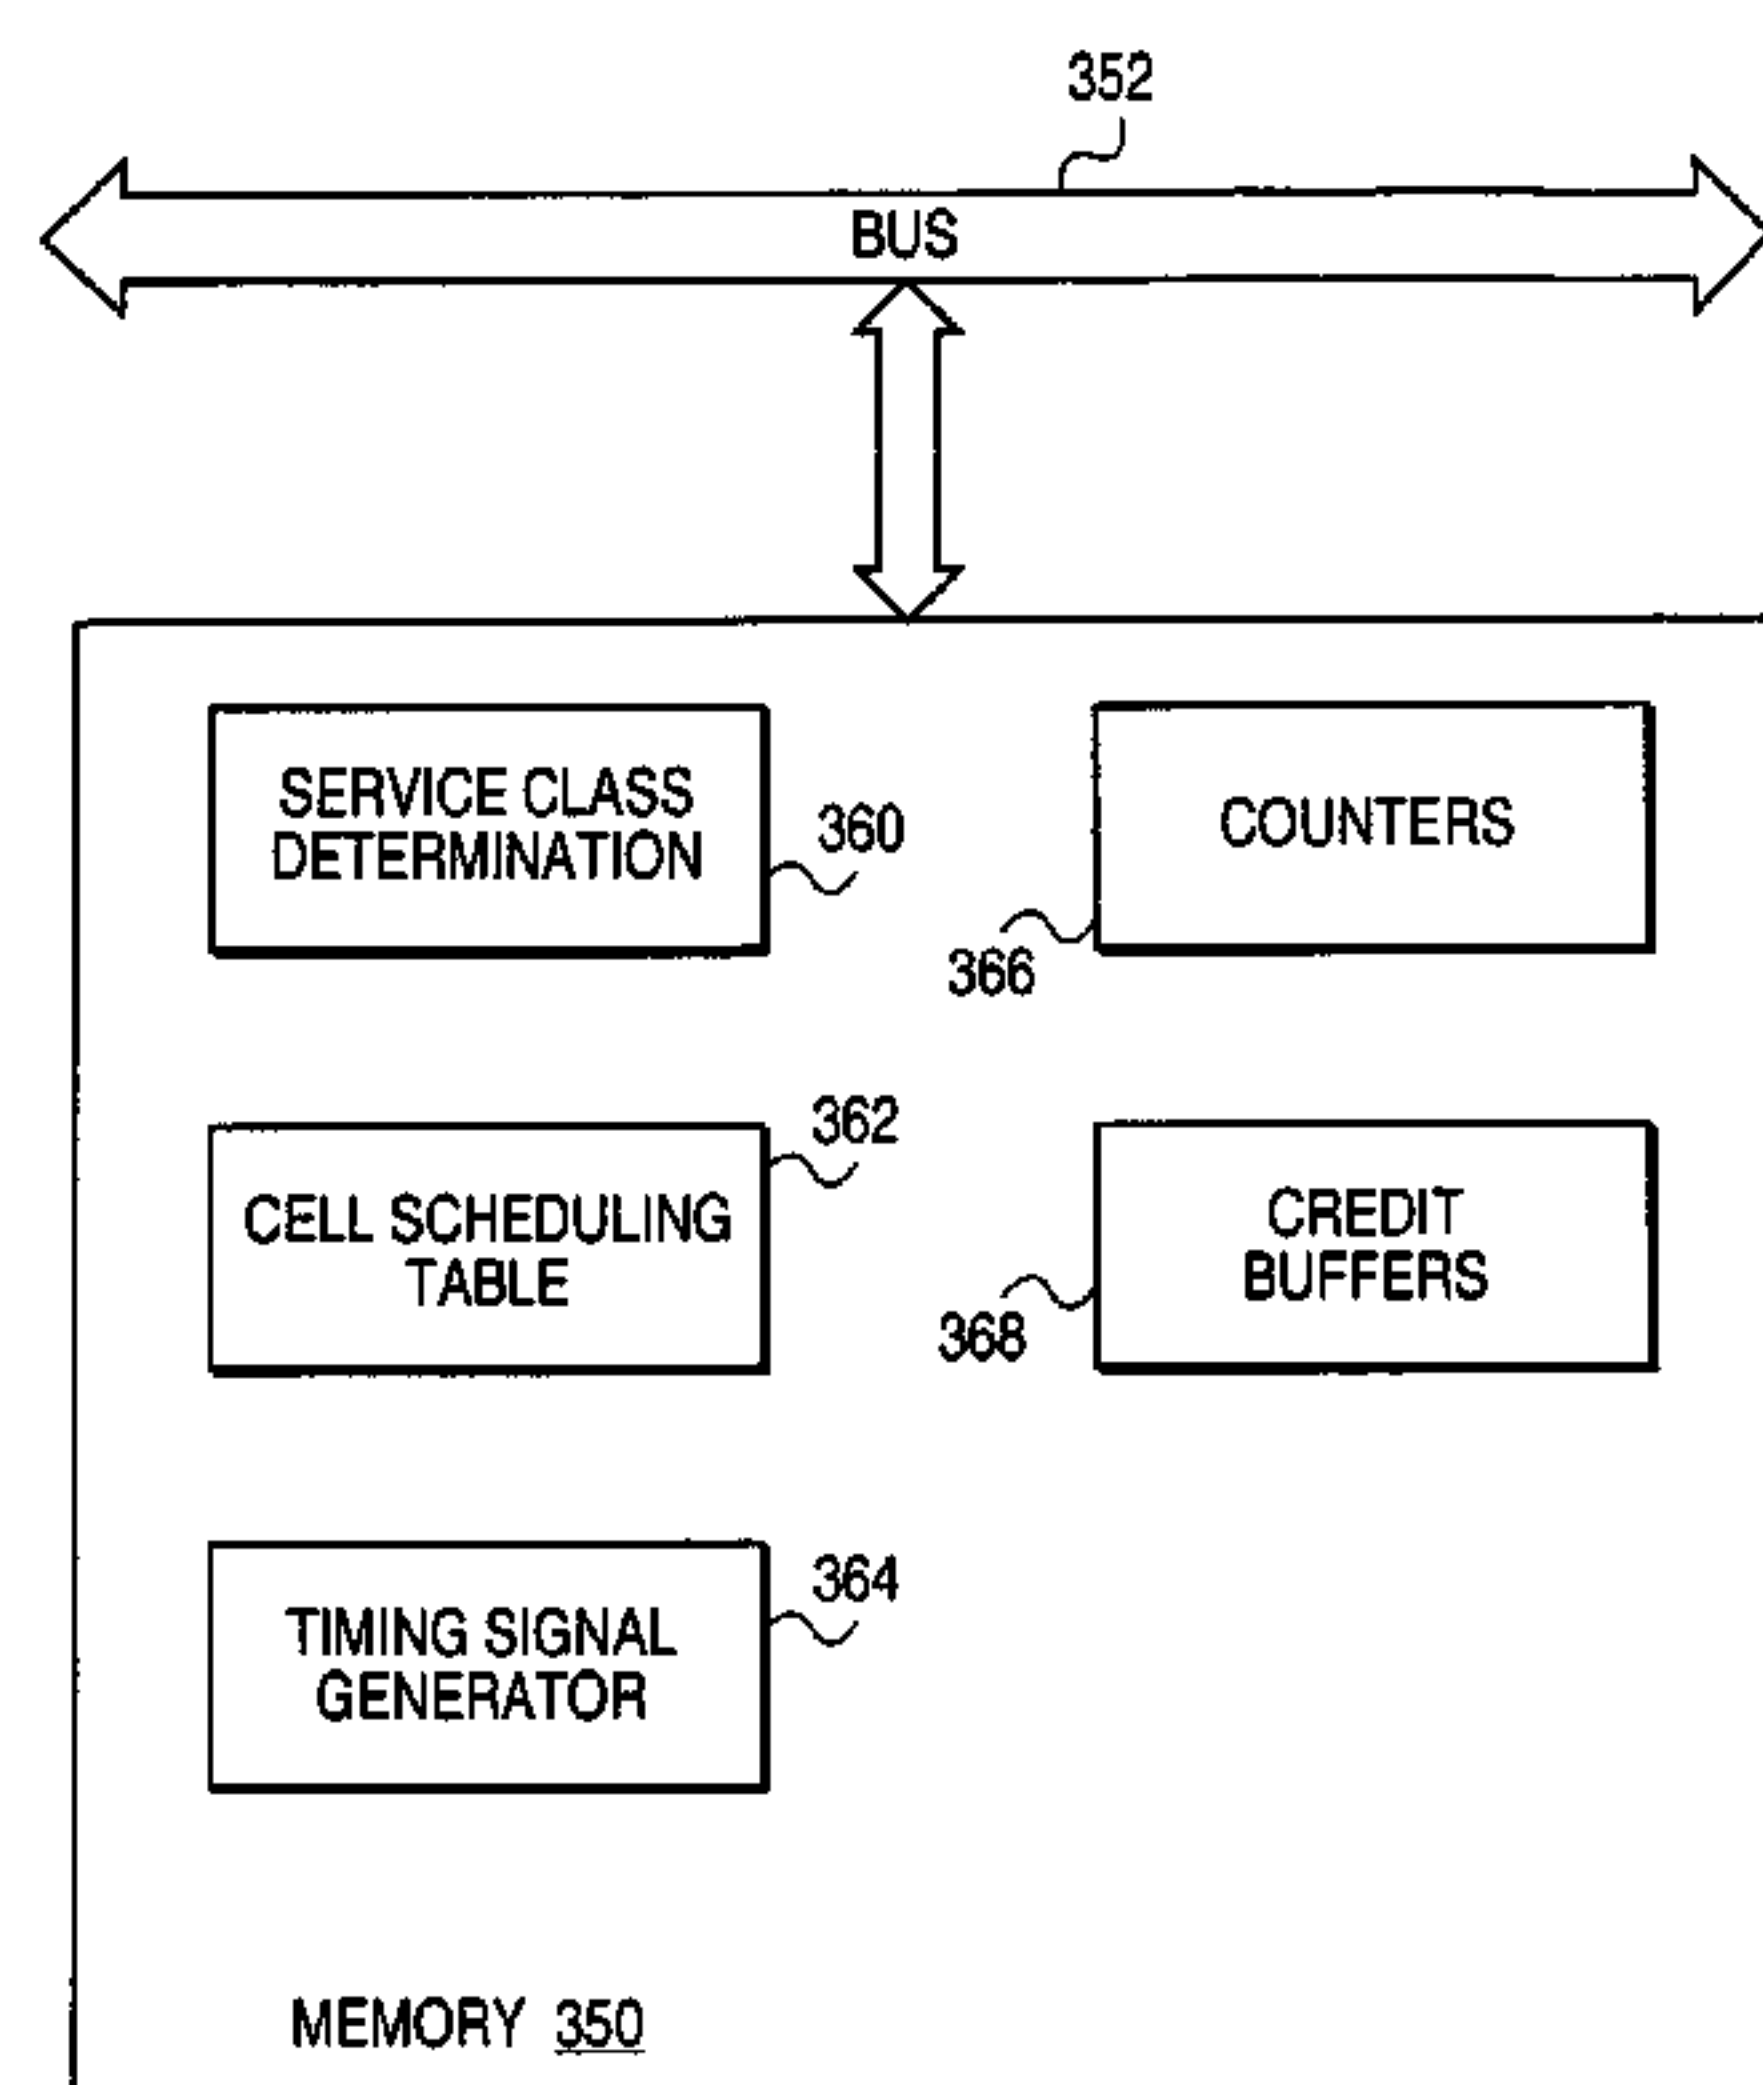 352
BUS
SERVICE CLASS
DETERMINATION
360
COUNTERS
366
362
CELL SCHEDULING
TABLE
CREDIT
BUFFERS
368
364
TIMING SIGNAL
GENERATOR
MEMORY 350